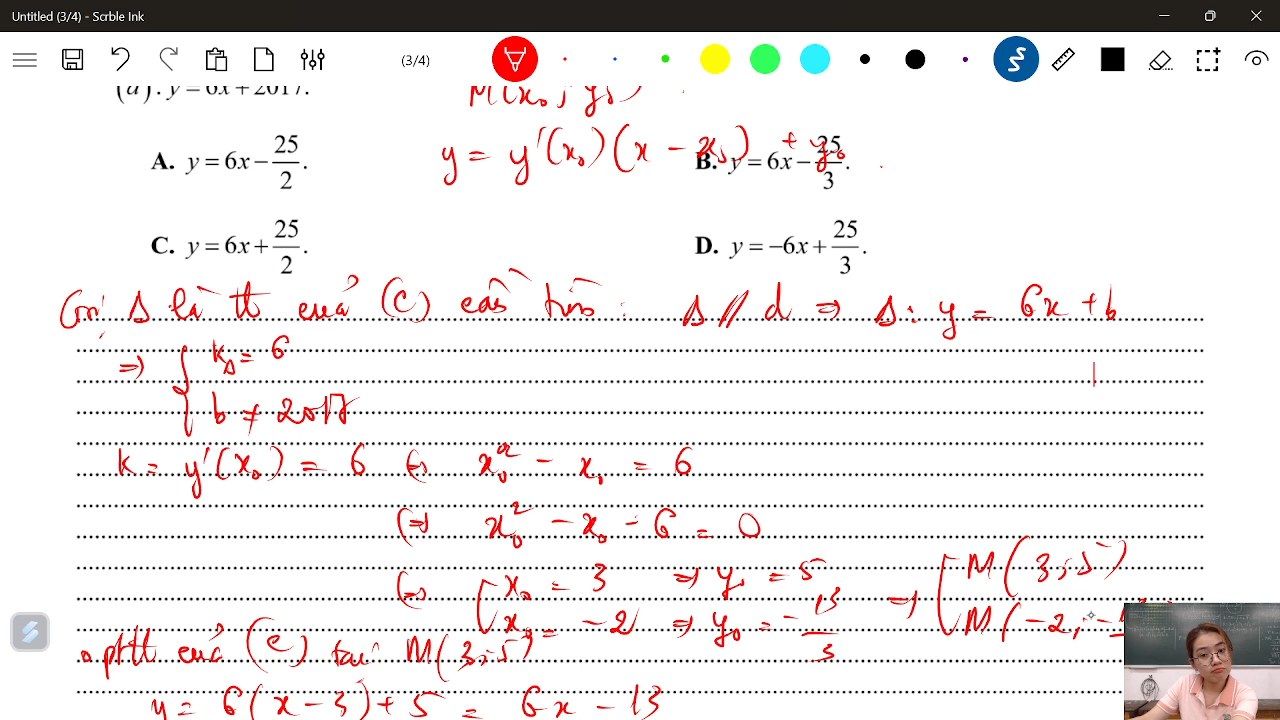 Untitled (3/4) - Scrble Ink
(3/4)
(d): y = 6x + 2017.
M(x₀; y₀)
y = y'(x₀)(x - x₀) + y₀
A. y = 6x - 25/2.
B. y = 6x - 25/3.
C. y = 6x + 25/2.
D. y = -6x + 25/3.
Gọi Δ là tt của (C) cần tìm : Δ // d ⇒ Δ: y = 6x + b
⇒ { k_Δ = 6
b ≠ 2017
k = y'(x₀) = 6 ⇔ x₀² - x₀ = 6
⇔ x₀² - x₀ - 6 = 0
⇔ [ x₀ = 3 ⇒ y₀ = 5 ⇒ [ M(3; 5)
x₀ = -2 ⇒ y₀ = -13/3 M(-2; -
o pttt của (C) tại M(3; 5)
y = 6(x - 3) + 5 = 6x - 13